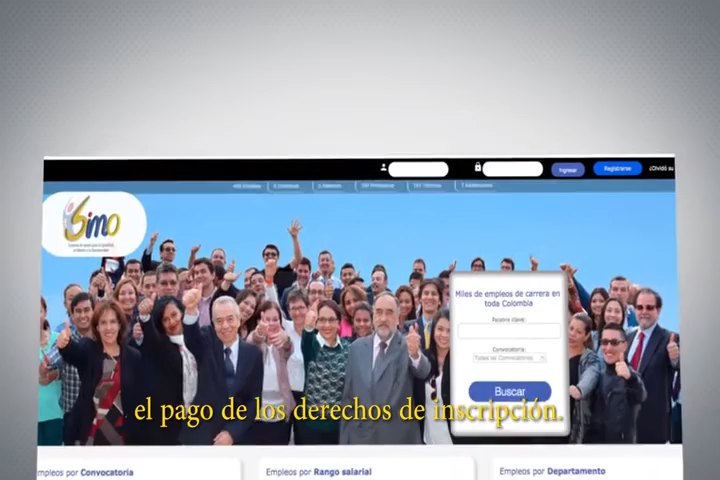 Ingresar
Registrarse
¿Olvidó su
Simo
Miles de empleos de carrera en
toda Colombia
Palabra clave:
Convocatoria:
Todas las Convocatorias
Buscar
el pago de los derechos de inscripción.
Empleos por Convocatoria
Empleos por Rango salarial
Empleos por Departamento